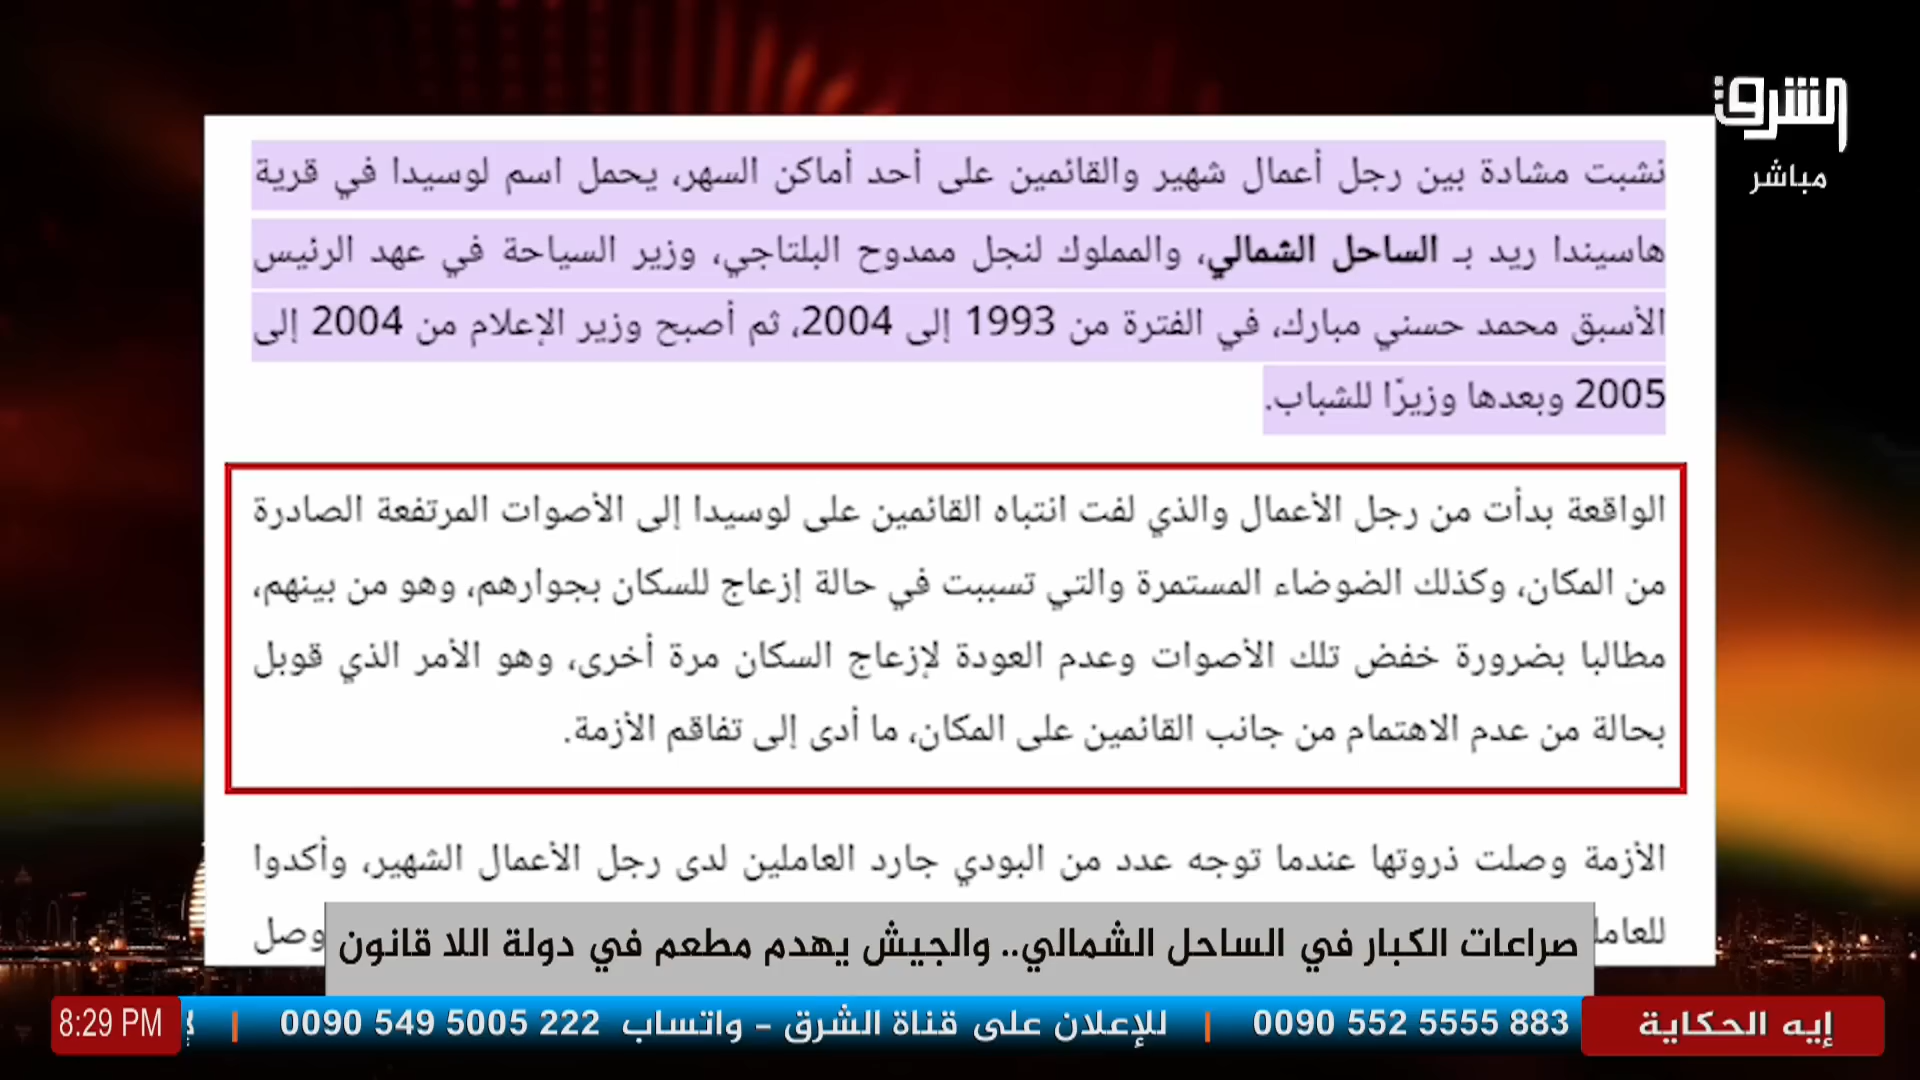 الشرق
مباشر
نشبت مشادة بين رجل أعمال شهير والقائمين على أحد أماكن السهر، يحمل اسم لوسيدا في قرية
هاسيندا ريد بـ الساحل الشمالي، والمملوك لنجل ممدوح البلتاجي، وزير السياحة في عهد الرئيس
الأسبق محمد حسني مبارك، في الفترة من 1993 إلى 2004، ثم أصبح وزير الإعلام من 2004 إلى
2005 وبعدها وزيرًا للشباب.
الواقعة بدأت من رجل الأعمال والذي لفت انتباه القائمين على لوسيدا إلى الأصوات المرتفعة الصادرة
من المكان، وكذلك الضوضاء المستمرة والتي تسببت في حالة إزعاج للسكان بجوارهم، وهو من بينهم،
مطالبا بضرورة خفض تلك الأصوات وعدم العودة لإزعاج السكان مرة أخرى، وهو الأمر الذي قوبل
بحالة من عدم الاهتمام من جانب القائمين على المكان، ما أدى إلى تفاقم الأزمة.
الأزمة وصلت ذروتها عندما توجه عدد من البودي جارد العاملين لدى رجل الأعمال الشهير، وأكدوا
وصل
صراعات الكبار في الساحل الشمالي.. والجيش يهدم مطعم في دولة اللا قانون
إيه الحكاية
0090 552 5555 883 | للإعلان على قناة الشرق - واتساب 0090 549 5005 222 |
8:29 PM